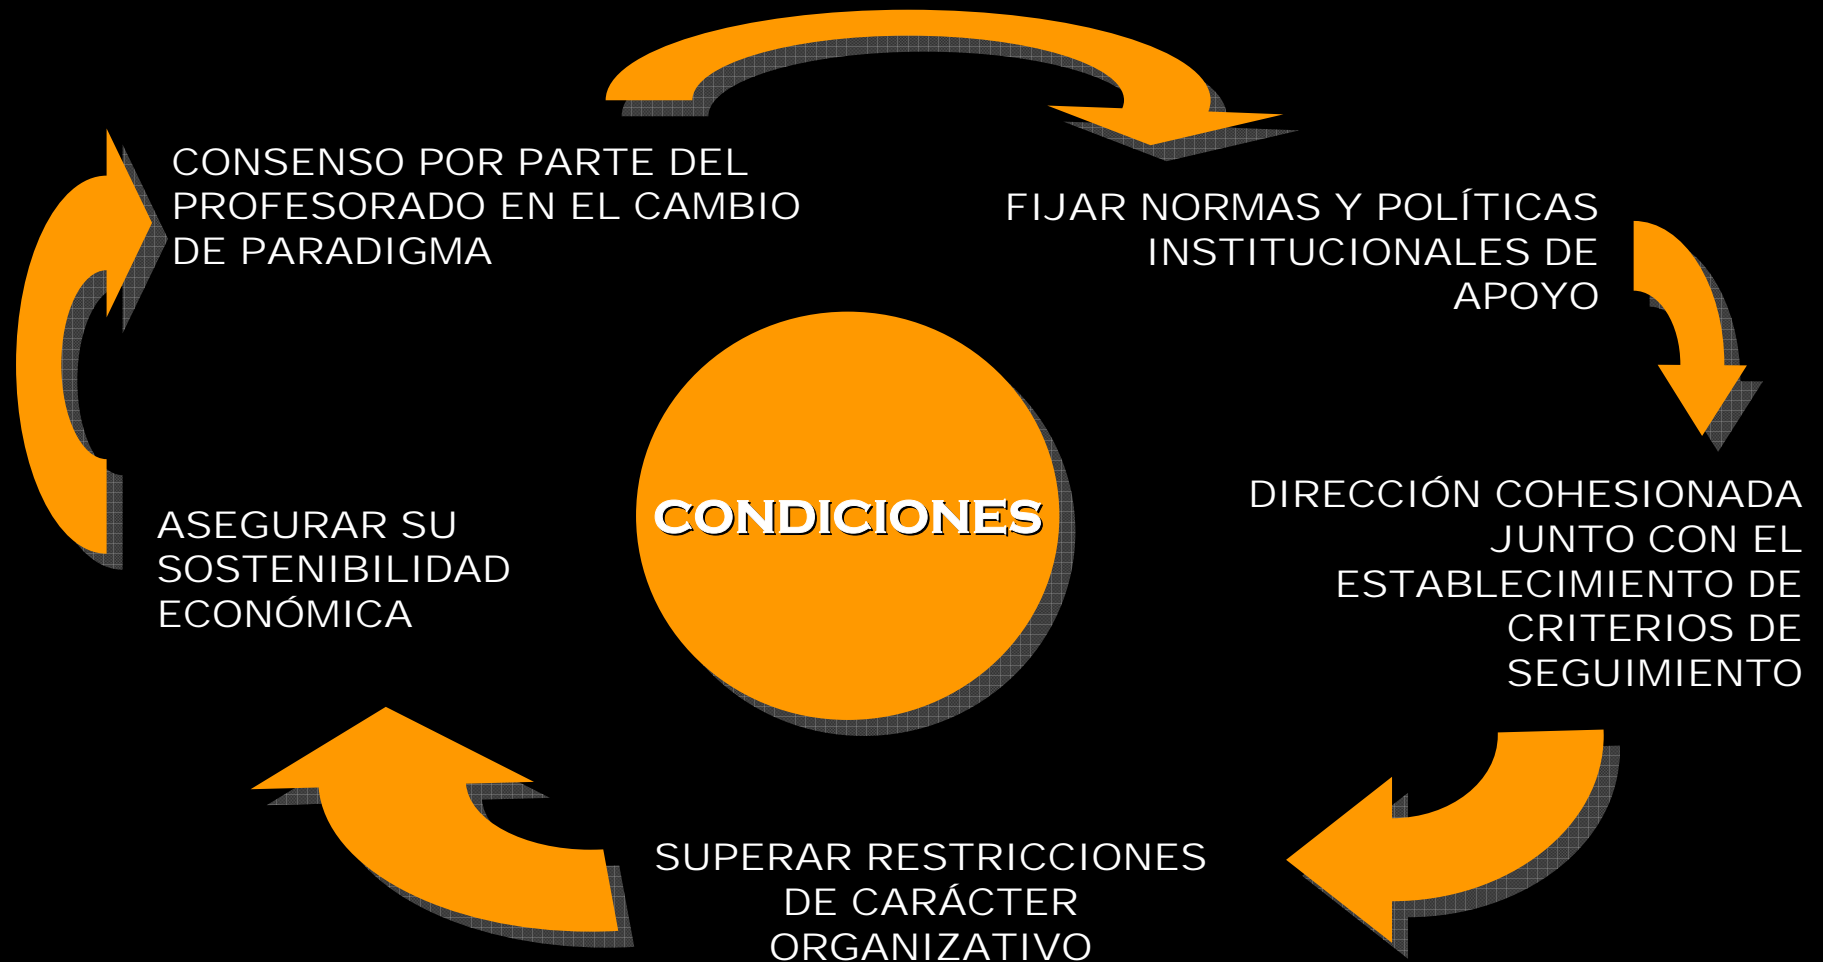 CONSENSO POR PARTE DEL
PROFESORADO EN EL CAMBIO
DE PARADIGMA
FIJAR NORMAS Y POLÍTICAS
INSTITUCIONALES DE
APOYO
DIRECCIÓN COHESIONADA
JUNTO CON EL
ESTABLECIMIENTO DE
CRITERIOS DE
SEGUIMIENTO
SUPERAR RESTRICCIONES
DE CARÁCTER
ORGANIZATIVO
ASEGURAR SU
SOSTENIBILIDAD
ECONÓMICA
CONDICIONES